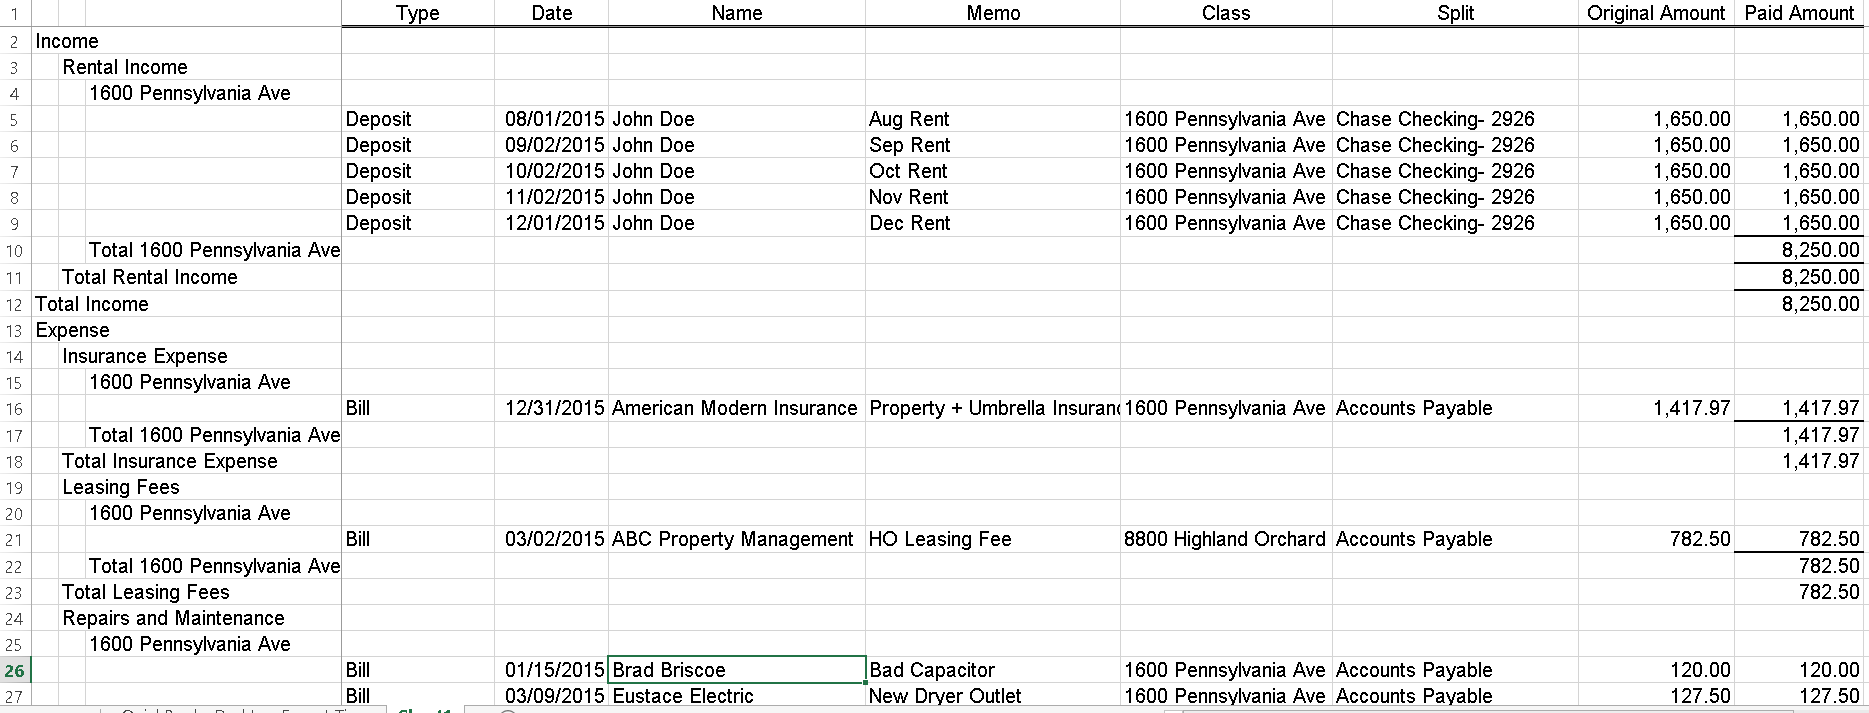 1 Type Date Name Memo Class Split Original Amount Paid Amount
2 Income
3 Rental Income
4 1600 Pennsylvania Ave
5 Deposit 08/01/2015 John Doe Aug Rent 1600 Pennsylvania Ave Chase Checking- 2926 1,650.00 1,650.00
6 Deposit 09/02/2015 John Doe Sep Rent 1600 Pennsylvania Ave Chase Checking- 2926 1,650.00 1,650.00
7 Deposit 10/02/2015 John Doe Oct Rent 1600 Pennsylvania Ave Chase Checking- 2926 1,650.00 1,650.00
8 Deposit 11/02/2015 John Doe Nov Rent 1600 Pennsylvania Ave Chase Checking- 2926 1,650.00 1,650.00
9 Deposit 12/01/2015 John Doe Dec Rent 1600 Pennsylvania Ave Chase Checking- 2926 1,650.00 1,650.00
10 Total 1600 Pennsylvania Ave 8,250.00
11 Total Rental Income 8,250.00
12 Total Income 8,250.00
13 Expense
14 Insurance Expense
15 1600 Pennsylvania Ave
16 Bill 12/31/2015 American Modern Insurance Property + Umbrella Insuran 1600 Pennsylvania Ave Accounts Payable 1,417.97 1,417.97
17 Total 1600 Pennsylvania Ave 1,417.97
18 Total Insurance Expense 1,417.97
19 Leasing Fees
20 1600 Pennsylvania Ave
21 Bill 03/02/2015 ABC Property Management HO Leasing Fee 8800 Highland Orchard Accounts Payable 782.50 782.50
22 Total 1600 Pennsylvania Ave 782.50
23 Total Leasing Fees 782.50
24 Repairs and Maintenance
25 1600 Pennsylvania Ave
26 Bill 01/15/2015 Brad Briscoe Bad Capacitor 1600 Pennsylvania Ave Accounts Payable 120.00 120.00
27 Bill 03/09/2015 Eustace Electric New Dryer Outlet 1600 Pennsylvania Ave Accounts Payable 127.50 127.50